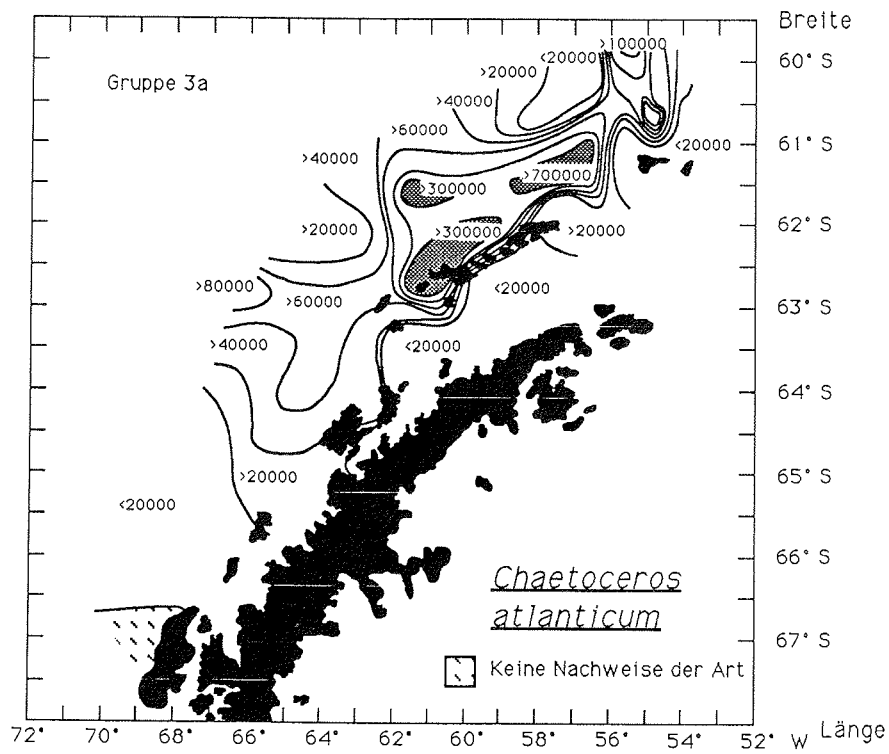 Breite
>100000
<20000
60° S
>20000
Gruppe 3a
>40000
>60000
61° S
<20000
>40000
>700000
>300000
62° S
>20000
>300000
>20000
>80000
<20000
>60000
63° S
>40000
<20000
64° S
>20000
65° S
<20000
66° S
Chaetoceros
atlanticum
67° S
Keine Nachweise der Art
72° 70° 68° 66° 64° 62° 60° 58° 56° 54° 52° W Länge